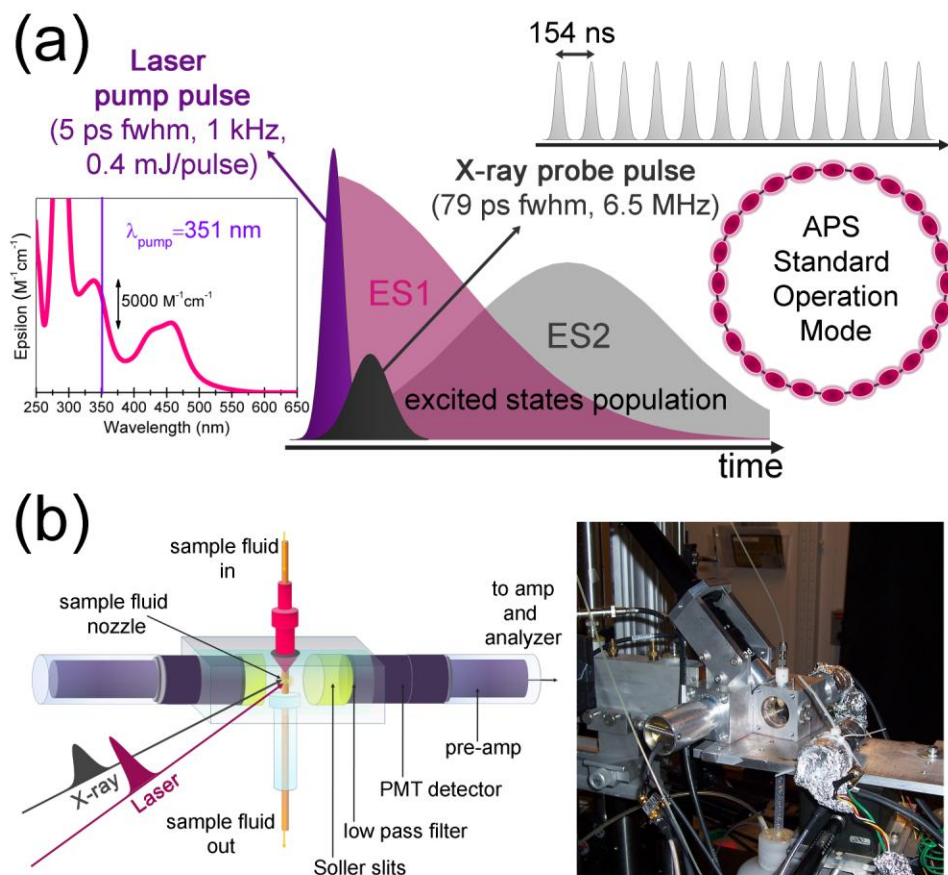 (a)
154 ns
Laser
pump pulse
(5 ps fwhm, 1 kHz,
0.4 mJ/pulse)
X-ray probe pulse
(79 ps fwhm, 6.5 MHz)
λpump=351 nm
5000 M⁻¹cm⁻¹
Epsilon (M⁻¹cm⁻¹)
250 300 350 400 450 500 550 600 650
Wavelength (nm)
ES1
ES2
excited states population
time
APS
Standard
Operation
Mode
(b)
sample fluid
in
sample fluid
nozzle
to amp
and
analyzer
pre-amp
PMT detector
low pass filter
Soller slits
X-ray
Laser
sample fluid
out